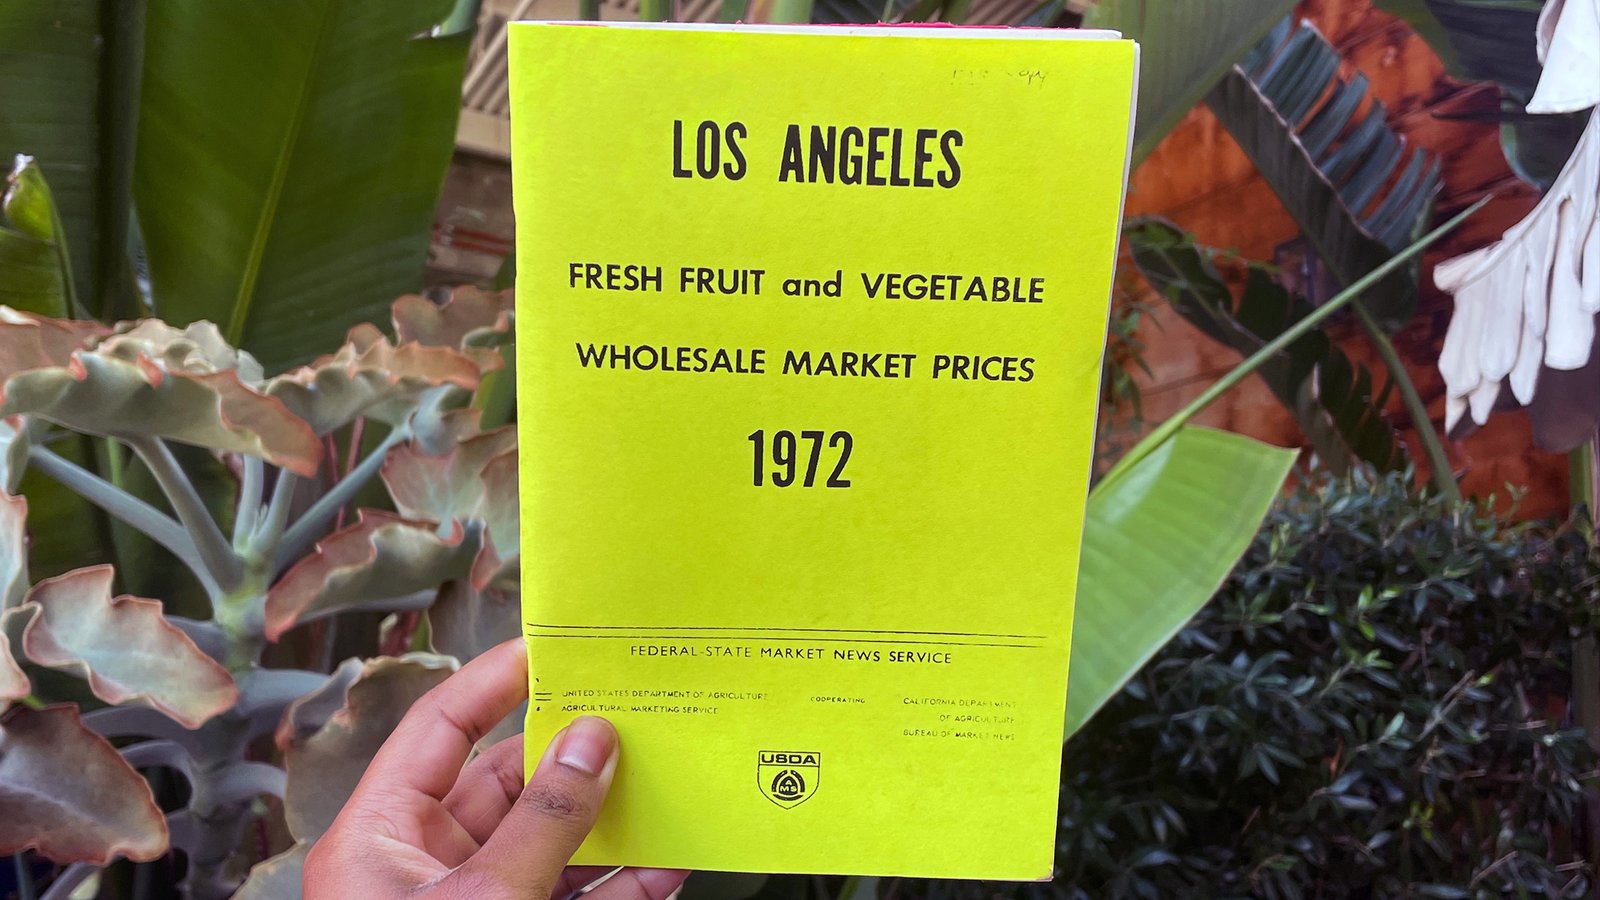 LOS ANGELES
FRESH FRUIT and VEGETABLE
WHOLESALE MARKET PRICES
1972
FEDERAL-STATE MARKET NEWS SERVICE
UNITED STATES DEPARTMENT OF AGRICULTURE
AGRICULTURAL MARKETING SERVICE
COOPERATING
CALIFORNIA DEPARTMENT
OF AGRICULTURE
BUREAU OF MARKET NEWS
USDA
AMS